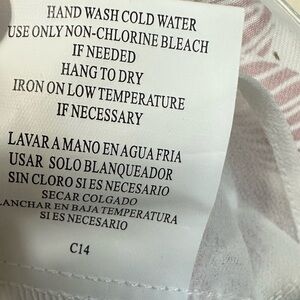 HAND WASH COLD WATER
USE ONLY NON-CHLORINE BLEACH
IF NEEDED
HANG TO DRY
IRON ON LOW TEMPERATURE
IF NECESSARY
LAVAR A MANO EN AGUA FRIA
USAR SOLO BLANQUEADOR
SIN CLORO SI ES NECESARIO
SECAR COLGADO
LANCHAR EN BAJA TEMPERATURA
SI ES NECESARIO
C14